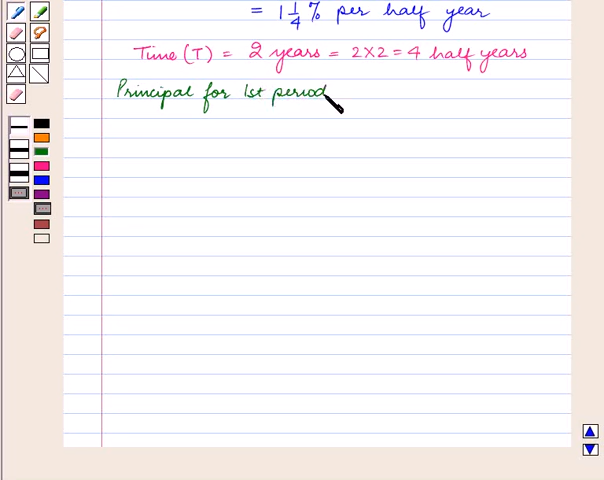 = 1 1/4 % per half year
Time (T) = 2 years = 2×2 = 4 half years
Principal for 1st period